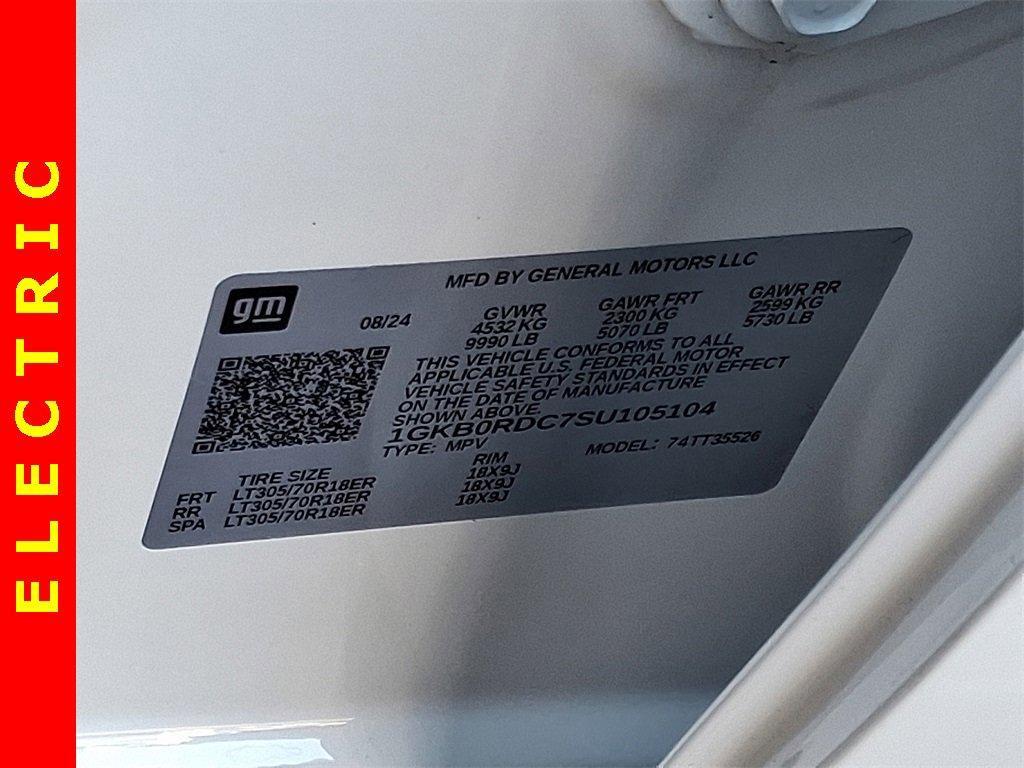 ELECTRIC
gm
MFD BY GENERAL MOTORS LLC
08/24
GVWR GAWR FRT GAWR RR
4532 KG 2300 KG 2599 KG
9990 LB 5070 LB 5730 LB
THIS VEHICLE CONFORMS TO ALL
APPLICABLE U.S. FEDERAL MOTOR
VEHICLE SAFETY STANDARDS IN EFFECT
ON THE DATE OF MANUFACTURE
SHOWN ABOVE.
1GKB0RDC7SU105104
TYPE: MPV MODEL: 74TT35526
TIRE SIZE RIM
FRT LT305/70R18ER 18X9J
RR LT305/70R18ER 18X9J
SPA LT305/70R18ER 18X9J